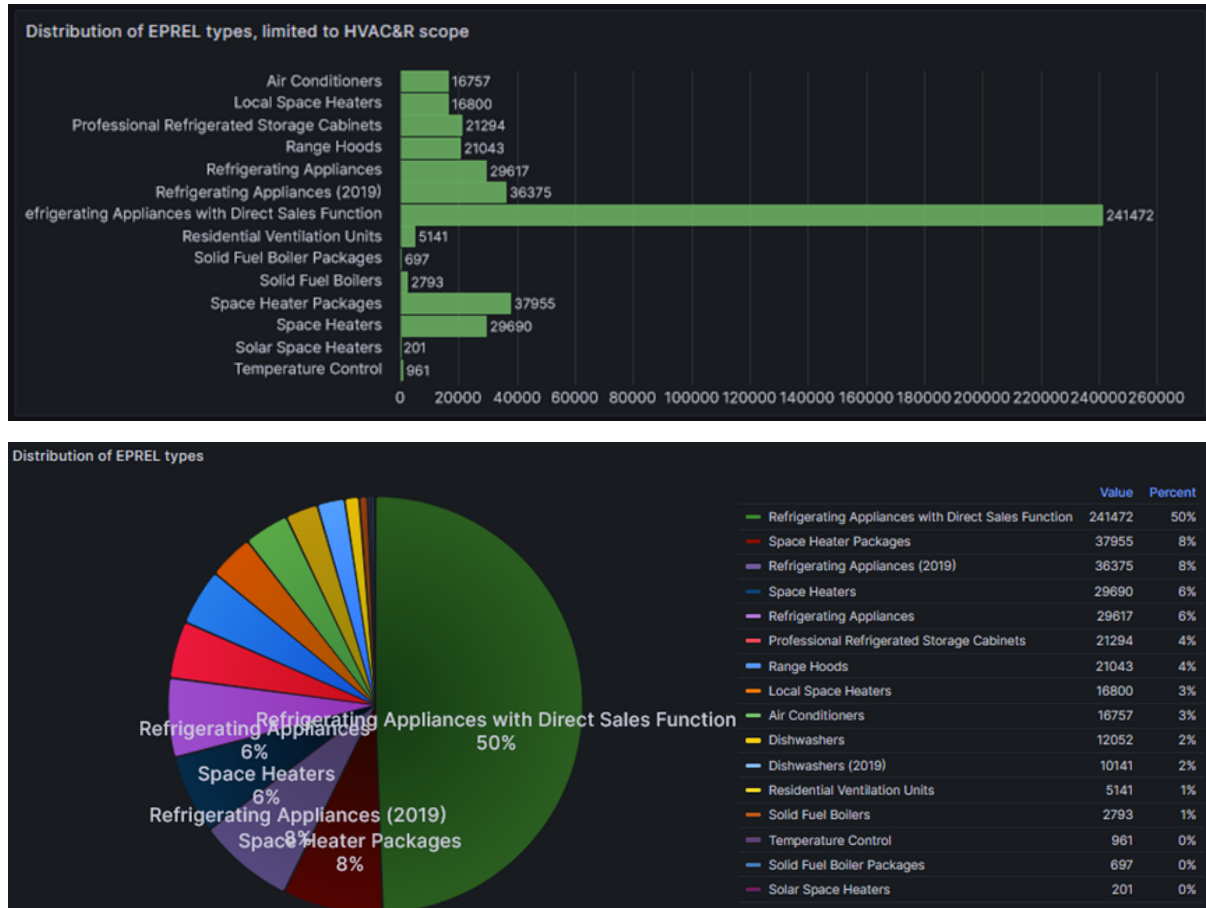 Distribution of EPREL types, limited to HVAC&R scope
Air Conditioners 16757
Local Space Heaters 16800
Professional Refrigerated Storage Cabinets 21294
Range Hoods 21043
Refrigerating Appliances 29617
Refrigerating Appliances (2019) 36375
efrigerating Appliances with Direct Sales Function 241472
Residential Ventilation Units 5141
Solid Fuel Boiler Packages 697
Solid Fuel Boilers 2793
Space Heater Packages 37955
Space Heaters 29690
Solar Space Heaters 201
Temperature Control 961
0 20000 40000 60000 80000 100000 120000 140000 160000 180000 200000 220000 240000 260000
Distribution of EPREL types
Refrigerating Appliances with Direct Sales Function
50%
Refrigerating Appliances
6%
Space Heaters
6%
Refrigerating Appliances (2019)
8%
Space Heater Packages
8%
Value Percent
Refrigerating Appliances with Direct Sales Function 241472 50%
Space Heater Packages 37955 8%
Refrigerating Appliances (2019) 36375 8%
Space Heaters 29690 6%
Refrigerating Appliances 29617 6%
Professional Refrigerated Storage Cabinets 21294 4%
Range Hoods 21043 4%
Local Space Heaters 16800 3%
Air Conditioners 16757 3%
Dishwashers 12052 2%
Dishwashers (2019) 10141 2%
Residential Ventilation Units 5141 1%
Solid Fuel Boilers 2793 1%
Temperature Control 961 0%
Solid Fuel Boiler Packages 697 0%
Solar Space Heaters 201 0%